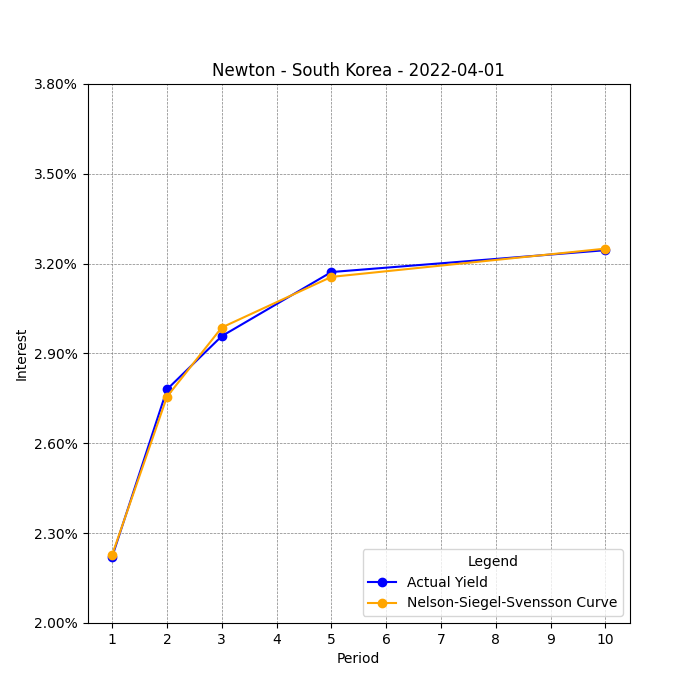 Newton - South Korea - 2022-04-01
3.80%
3.50%
3.20%
2.90%
2.60%
2.30%
2.00%
Interest
1 2 3 4 5 6 7 8 9 10
Period
Legend
Actual Yield
Nelson-Siegel-Svensson Curve